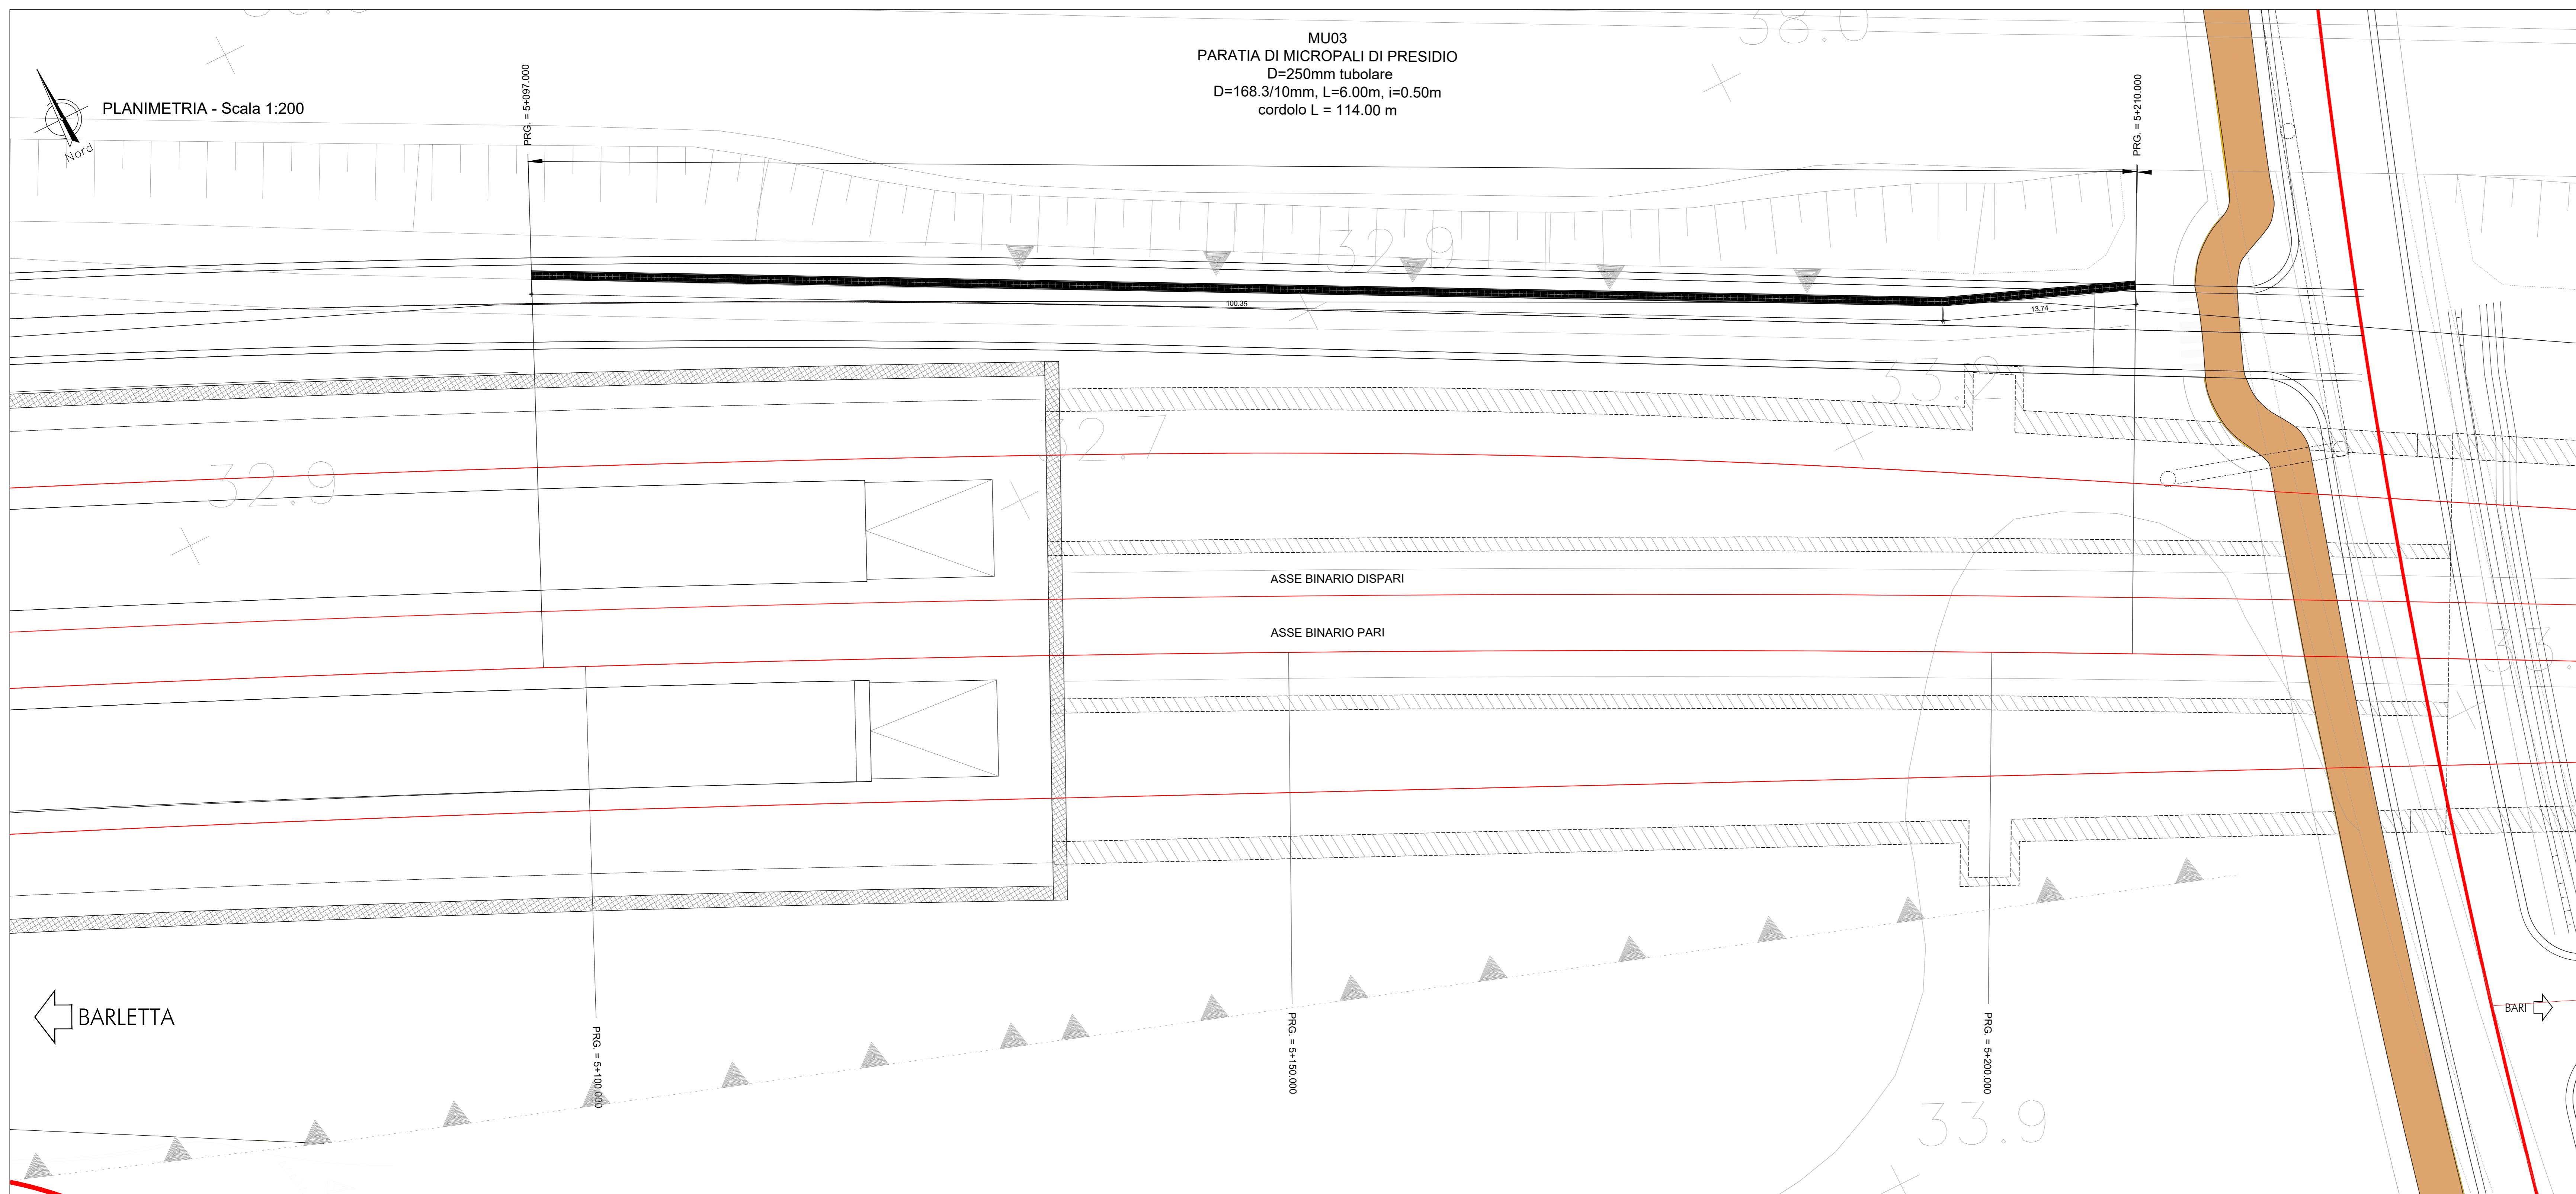 38.0
MU03
PARATIA DI MICROPALI DI PRESIDIO
D=250mm tubolare
D=168.3/10mm, L=6.00m, i=0.50m
cordolo L = 114.00 m
PLANIMETRIA - Scala 1:200
Nord
PRG. = 5+097.000
PRG. = 5+210.000
32.9
100.35
13.74
33.2
32.7
32.9
ASSE BINARIO DISPARI
ASSE BINARIO PARI
33.
BARLETTA
BARI
PRG. = 5+100.000
PRG. = 5+150.000
PRG. = 5+200.000
33.9